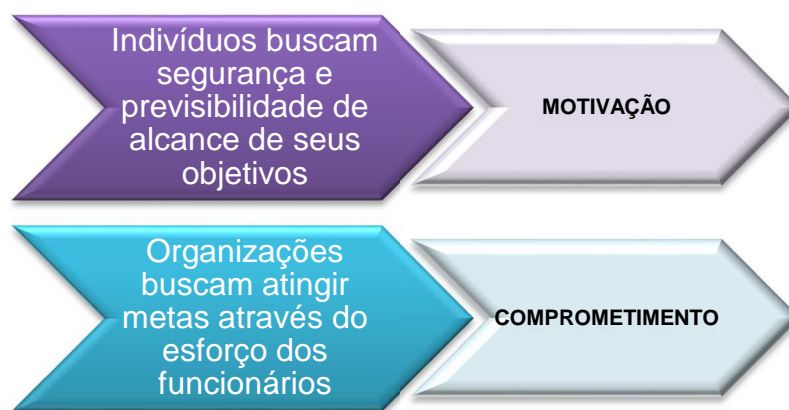 Indivíduos buscam
segurança e
previsibilidade de
alcance de seus
objetivos
MOTIVAÇÃO
Organizações
buscam atingir
metas através do
esforço dos
funcionários
COMPROMETIMENTO